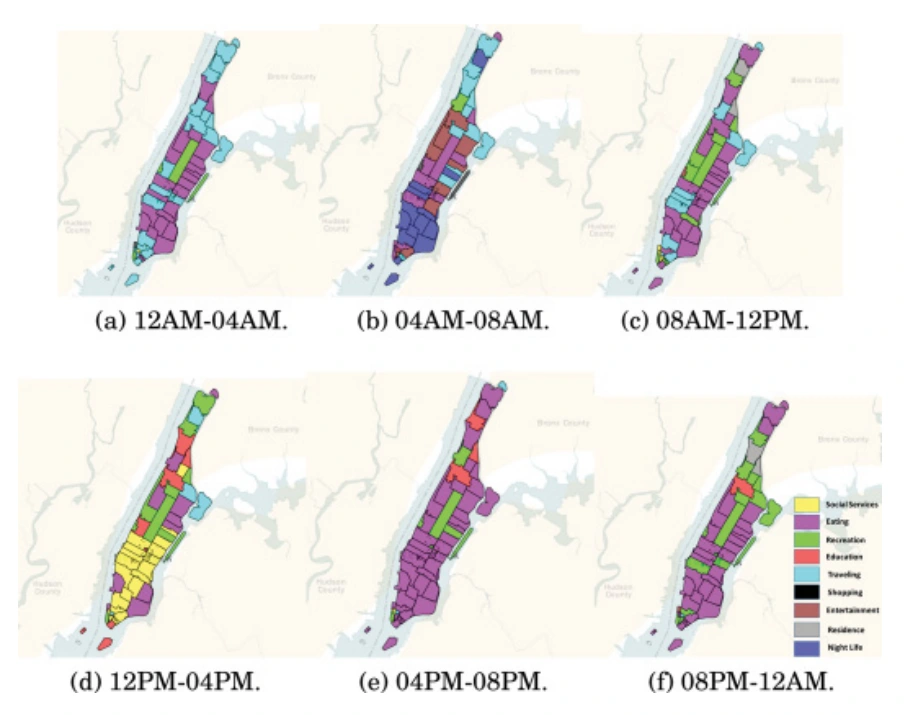 Bronx County
Hudson
County
(a) 12AM-04AM.
Bronx County
Hudson
County
(b) 04AM-08AM.
Bronx County
Hudson
County
(c) 08AM-12PM.
Bronx County
Hudson
County
(d) 12PM-04PM.
Bronx County
Hudson
County
(e) 04PM-08PM.
Bronx County
Hudson
County
Social Services
Eating
Recreation
Education
Traveling
Shopping
Entertainment
Residence
Night Life
(f) 08PM-12AM.